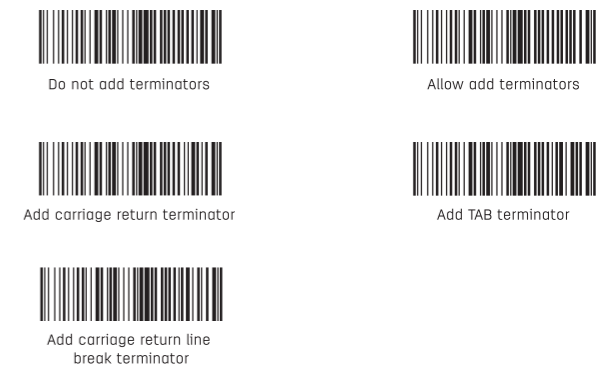 Do not add terminators
Allow add terminators
Add carriage return terminator
Add TAB terminator
Add carriage return line
break terminator